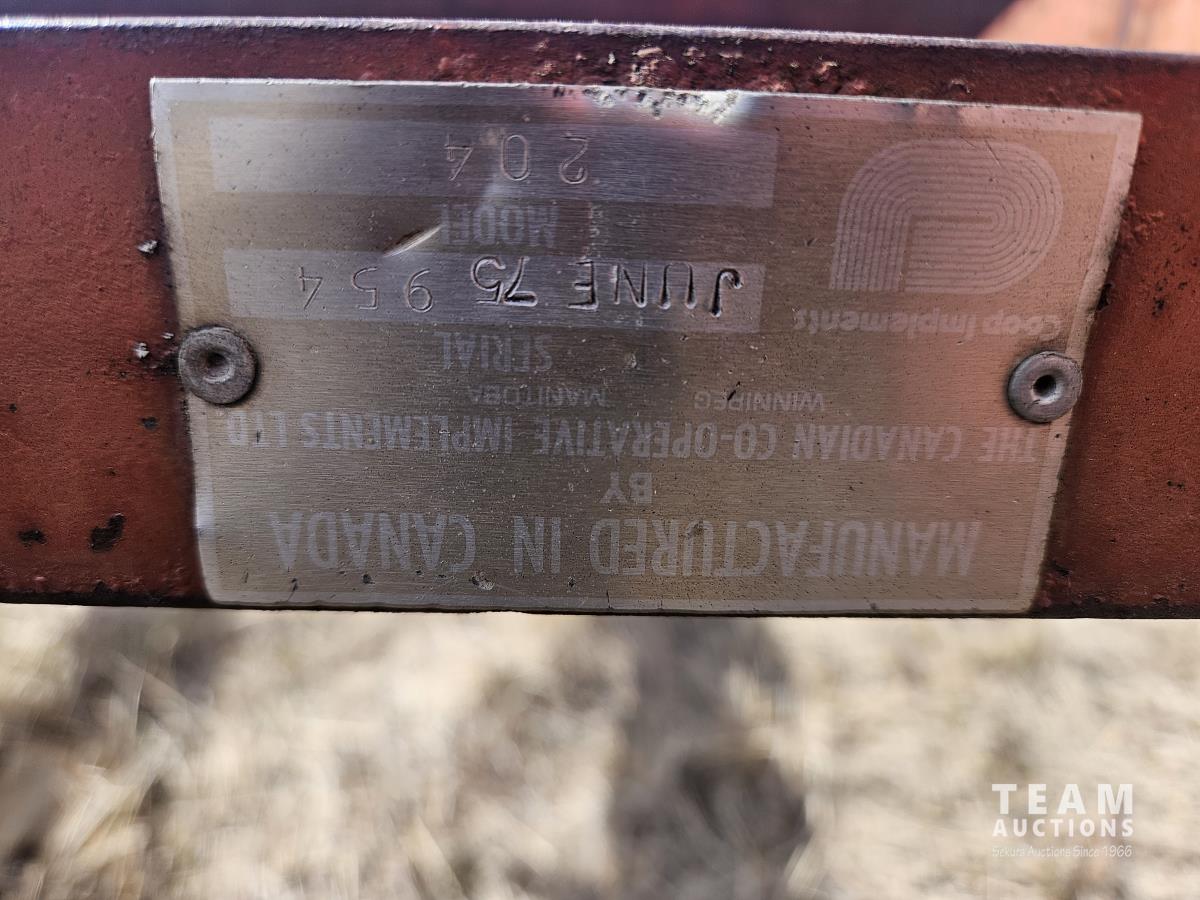 MANUFACTURED IN CANADA
BY
THE CANADIAN CO-OPERATIVE IMPLEMENTS LTD.
WINNIPEG MANITOBA
Coop Implements
SERIAL
JUNE 75 954
MODEL
204
TEAM
AUCTIONS
Sekura Auctions Since 1966